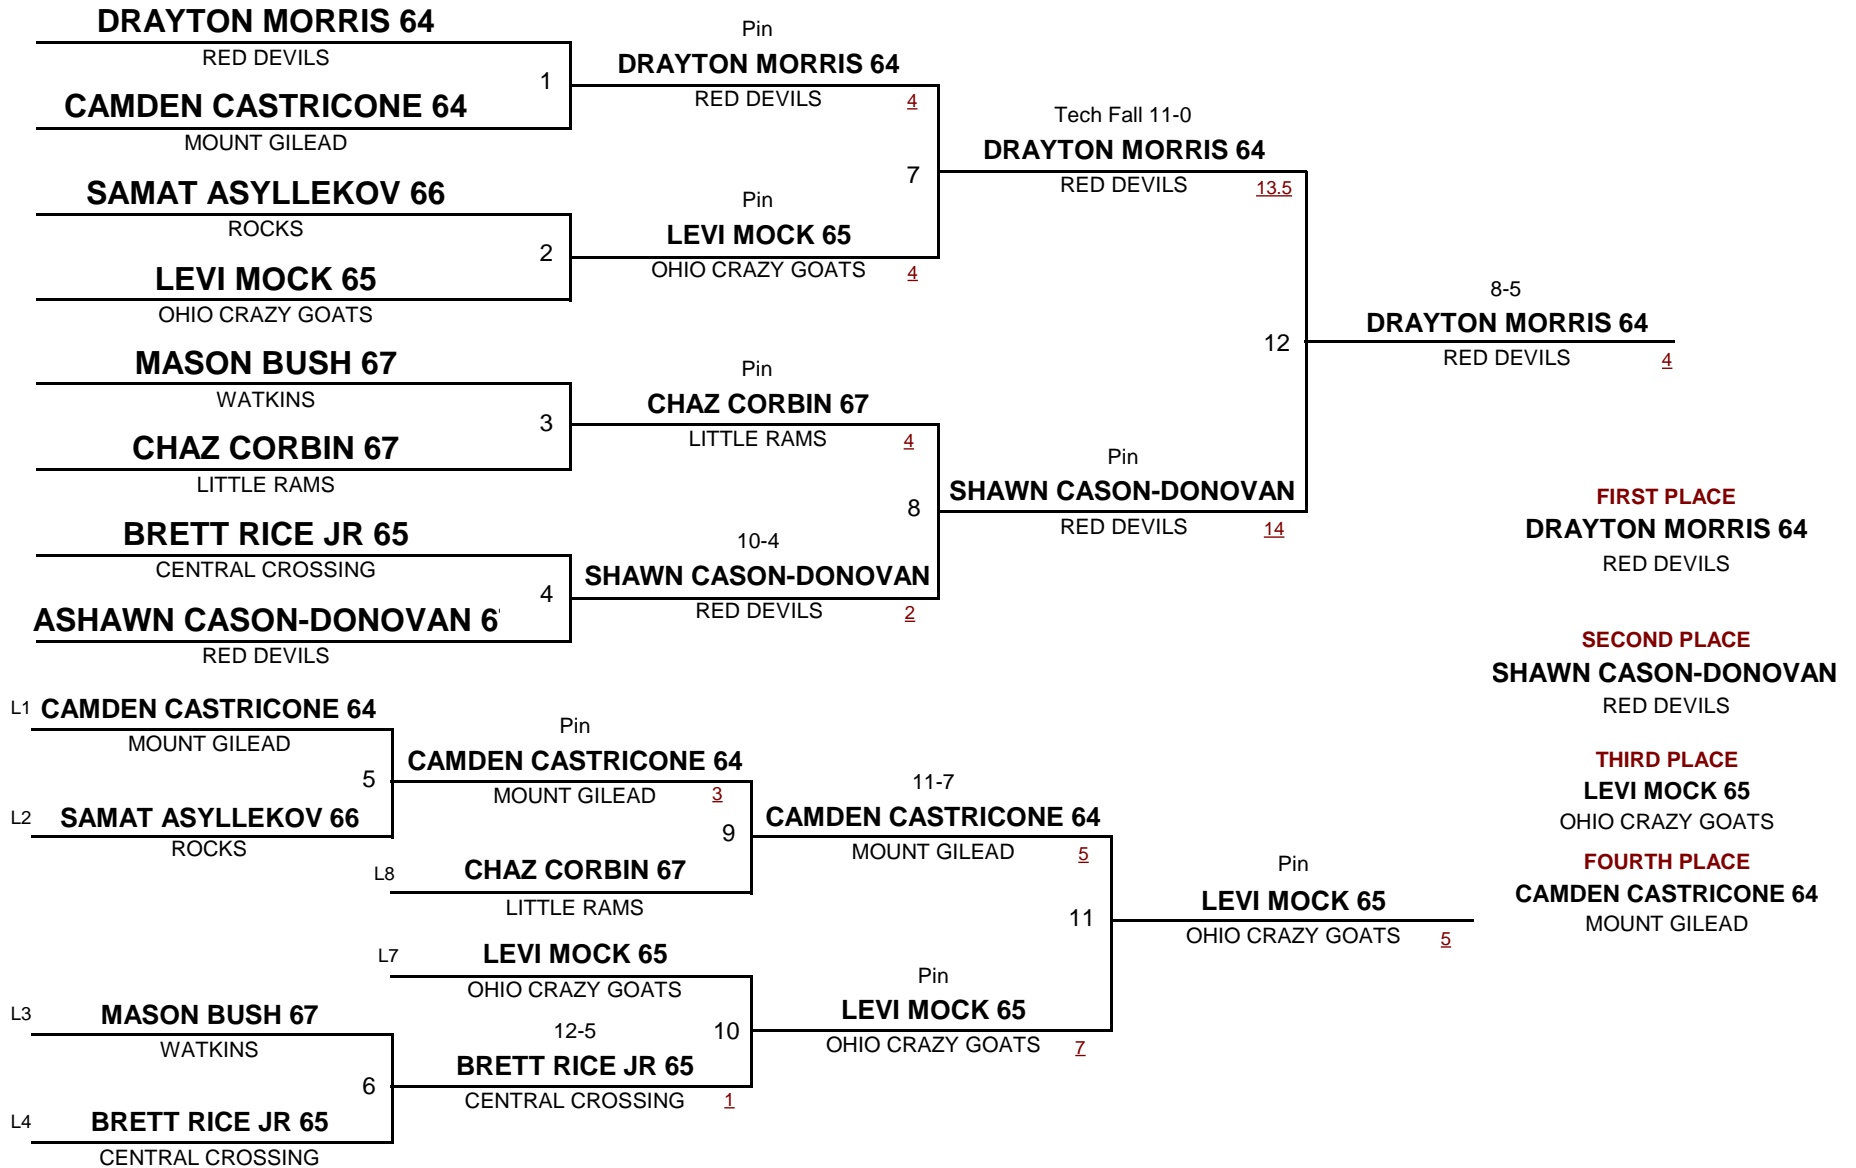 DRAYTON MORRIS 64
RED DEVILS
1
CAMDEN CASTRICONE 64
MOUNT GILEAD
SAMAT ASYLLEKOV 66
ROCKS
2
LEVI MOCK 65
OHIO CRAZY GOATS
MASON BUSH 67
WATKINS
3
CHAZ CORBIN 67
LITTLE RAMS
BRETT RICE JR 65
CENTRAL CROSSING
4
ASHAWN CASON-DONOVAN 6
RED DEVILS
Pin
DRAYTON MORRIS 64
RED DEVILS 4
7
Pin
LEVI MOCK 65
OHIO CRAZY GOATS 4
Pin
CHAZ CORBIN 67
LITTLE RAMS 4
8
10-4
SHAWN CASON-DONOVAN
RED DEVILS 2
Tech Fall 11-0
DRAYTON MORRIS 64
RED DEVILS 13.5
12
Pin
SHAWN CASON-DONOVAN
RED DEVILS 14
8-5
DRAYTON MORRIS 64
RED DEVILS 4
FIRST PLACE
DRAYTON MORRIS 64
RED DEVILS
SECOND PLACE
SHAWN CASON-DONOVAN
RED DEVILS
THIRD PLACE
LEVI MOCK 65
OHIO CRAZY GOATS
FOURTH PLACE
CAMDEN CASTRICONE 64
MOUNT GILEAD
L1 CAMDEN CASTRICONE 64
MOUNT GILEAD
5
L2 SAMAT ASYLLEKOV 66
ROCKS
L3 MASON BUSH 67
WATKINS
6
L4 BRETT RICE JR 65
CENTRAL CROSSING
Pin
CAMDEN CASTRICONE 64
MOUNT GILEAD 3
9
L8 CHAZ CORBIN 67
LITTLE RAMS
L7 LEVI MOCK 65
OHIO CRAZY GOATS
12-5 10
BRETT RICE JR 65
CENTRAL CROSSING 1
11-7
CAMDEN CASTRICONE 64
MOUNT GILEAD 5
11
Pin
LEVI MOCK 65
OHIO CRAZY GOATS 7
Pin
LEVI MOCK 65
OHIO CRAZY GOATS 5